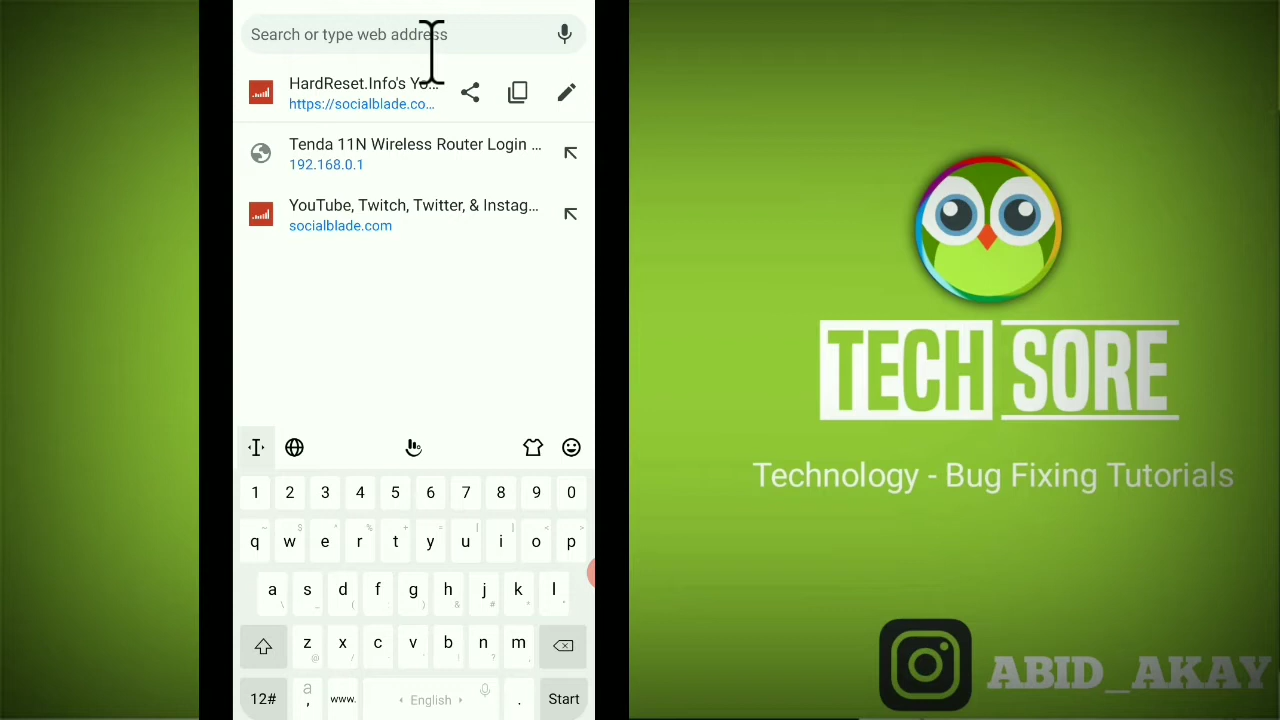 Search or type web address
HardReset.Info's Yo...
https://socialblade.co...
Tenda 11N Wireless Router Login ...
192.168.0.1
YouTube, Twitch, Twitter, & Instag...
socialblade.com
1 2 3 4 5 6 7 8 9 0
q w e r t y u i o p
a s d f g h j k l
z x c v b n m
12# , www. English . Start
TECH SORE
Technology - Bug Fixing Tutorials
ABID_AKAY